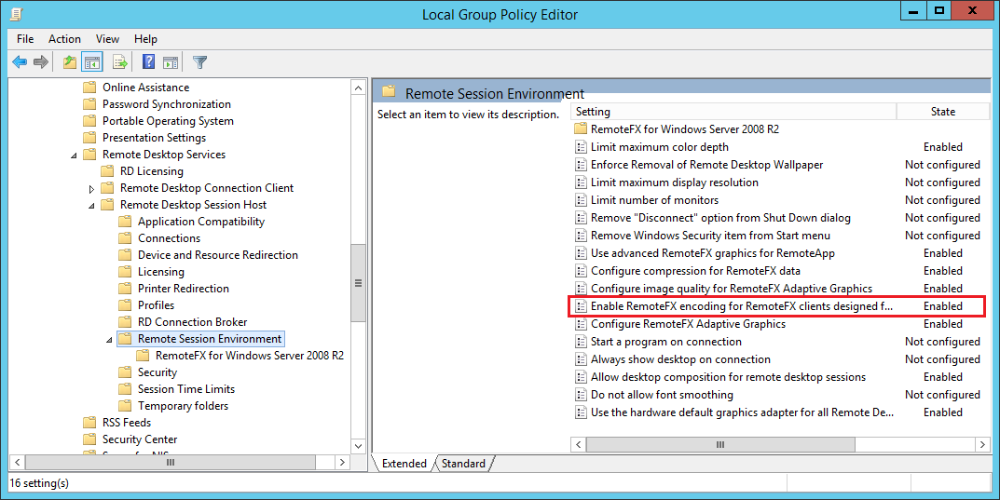 Local Group Policy Editor
File Action View Help
Online Assistance
Password Synchronization
Portable Operating System
Presentation Settings
Remote Desktop Services
RD Licensing
Remote Desktop Connection Client
Remote Desktop Session Host
Application Compatibility
Connections
Device and Resource Redirection
Licensing
Printer Redirection
Profiles
RD Connection Broker
Remote Session Environment
RemoteFX for Windows Server 2008 R2
Security
Session Time Limits
Temporary folders
RSS Feeds
Security Center
Remote Session Environment
Select an item to view its description.
Setting State
RemoteFX for Windows Server 2008 R2
Limit maximum color depth Enabled
Enforce Removal of Remote Desktop Wallpaper Not configured
Limit maximum display resolution Not configured
Limit number of monitors Not configured
Remove "Disconnect" option from Shut Down dialog Not configured
Remove Windows Security item from Start menu Not configured
Use advanced RemoteFX graphics for RemoteApp Enabled
Configure compression for RemoteFX data Enabled
Configure image quality for RemoteFX Adaptive Graphics Enabled
Enable RemoteFX encoding for RemoteFX clients designed f... Enabled
Configure RemoteFX Adaptive Graphics Enabled
Start a program on connection Not configured
Always show desktop on connection Not configured
Allow desktop composition for remote desktop sessions Enabled
Do not allow font smoothing Not configured
Use the hardware default graphics adapter for all Remote De... Enabled
Extended Standard
16 setting(s)